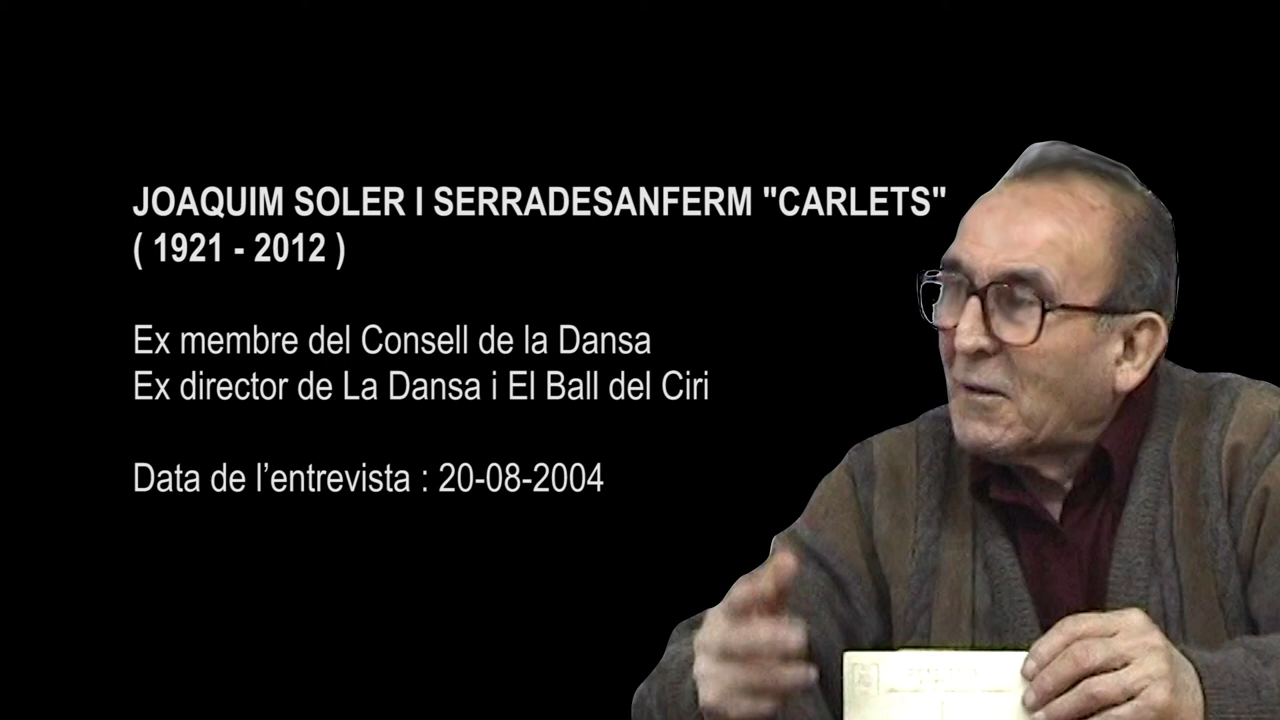 JOAQUIM SOLER I SERRADESANFERM "CARLETS"
( 1921 - 2012 )
Ex membre del Consell de la Dansa
Ex director de La Dansa i El Ball del Ciri
Data de l’entrevista : 20-08-2004